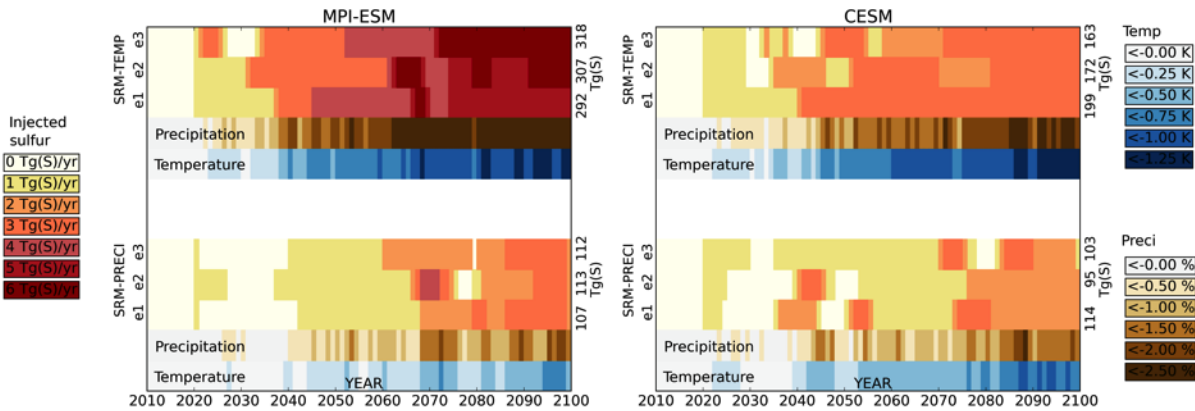 MPI-ESM
CESM
SRM-TEMP
e3
e2
e1
318
307
292
Tg(S)
Precipitation
Temperature
SRM-TEMP
e3
e2
e1
163
172
199
Tg(S)
Precipitation
Temperature
Temp
<-0.00 K
<-0.25 K
<-0.50 K
<-0.75 K
<-1.00 K
<-1.25 K
Injected
sulfur
0 Tg(S)/yr
1 Tg(S)/yr
2 Tg(S)/yr
3 Tg(S)/yr
4 Tg(S)/yr
5 Tg(S)/yr
6 Tg(S)/yr
SRM-PRECI
e3
e2
e1
112
113
107
Tg(S)
Precipitation
Temperature
YEAR
2010 2020 2030 2040 2050 2060 2070 2080 2090 2100
SRM-PRECI
e3
e2
e1
103
95
114
Tg(S)
Precipitation
Temperature
YEAR
2010 2020 2030 2040 2050 2060 2070 2080 2090 2100
Preci
<-0.00 %
<-0.50 %
<-1.00 %
<-1.50 %
<-2.00 %
<-2.50 %